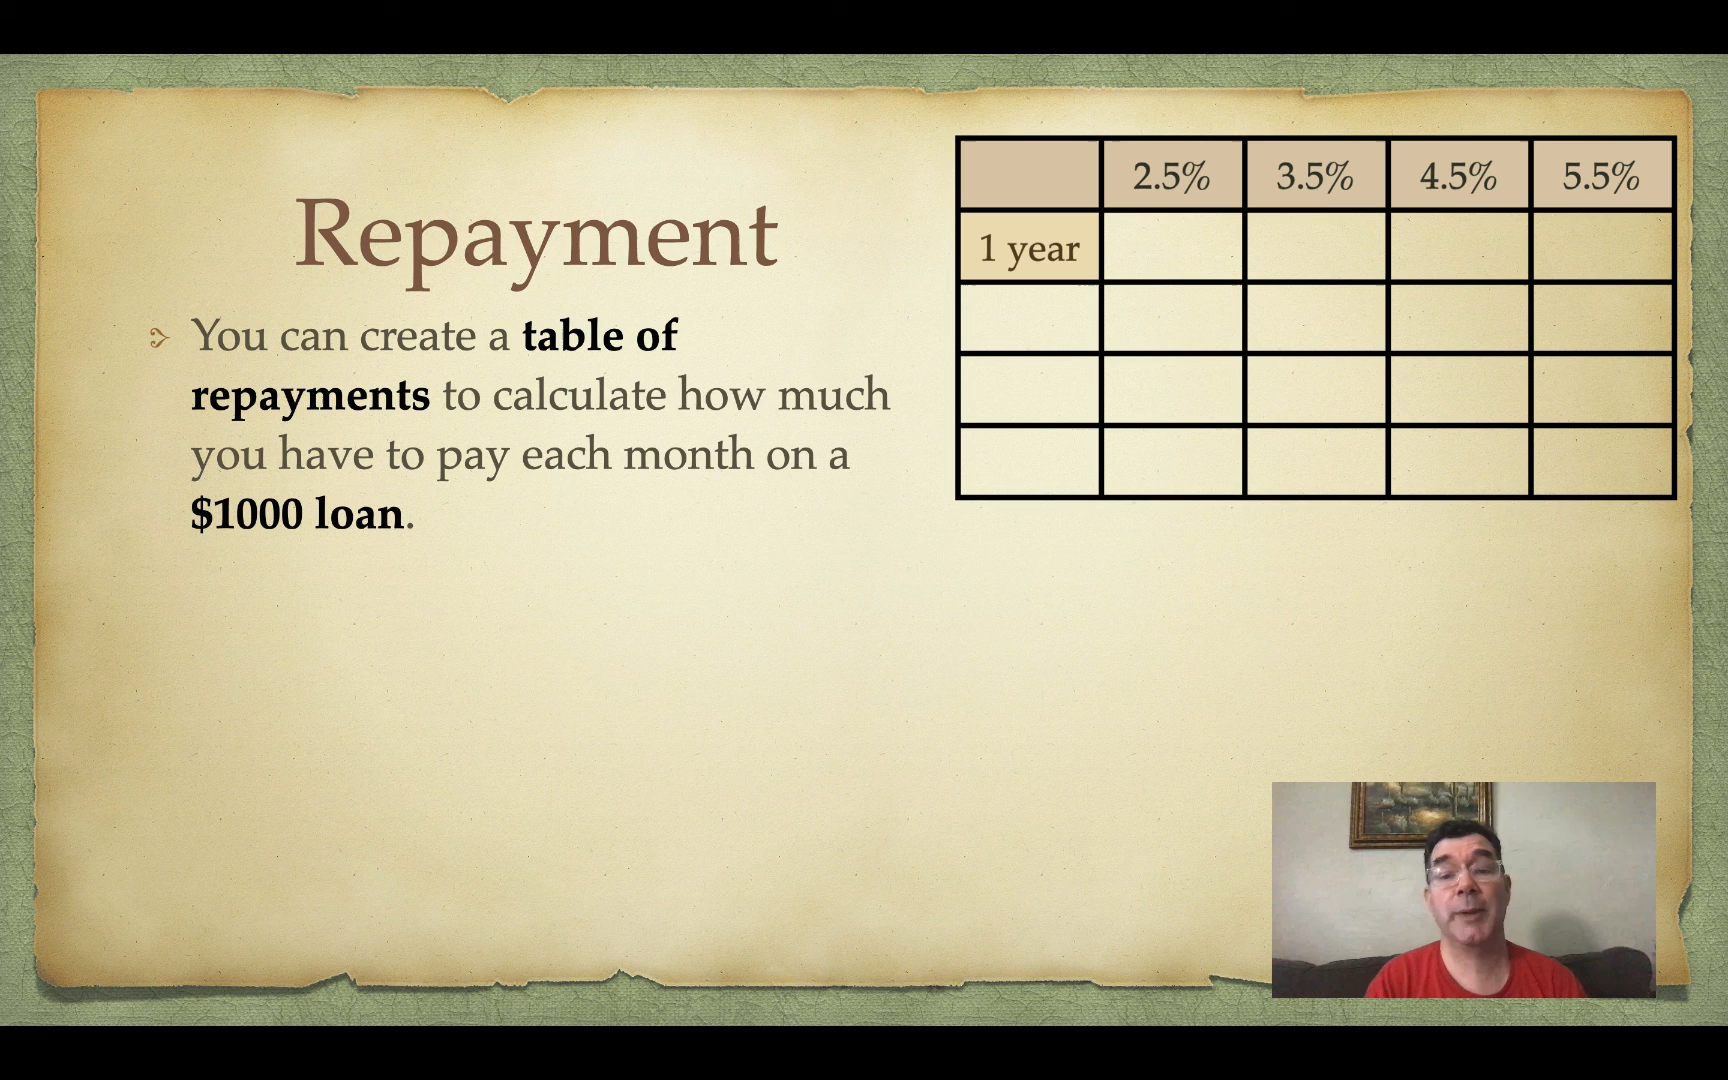 Repayment
You can create a table of
repayments to calculate how much
you have to pay each month on a
$1000 loan.
2.5% 3.5% 4.5% 5.5%
1 year